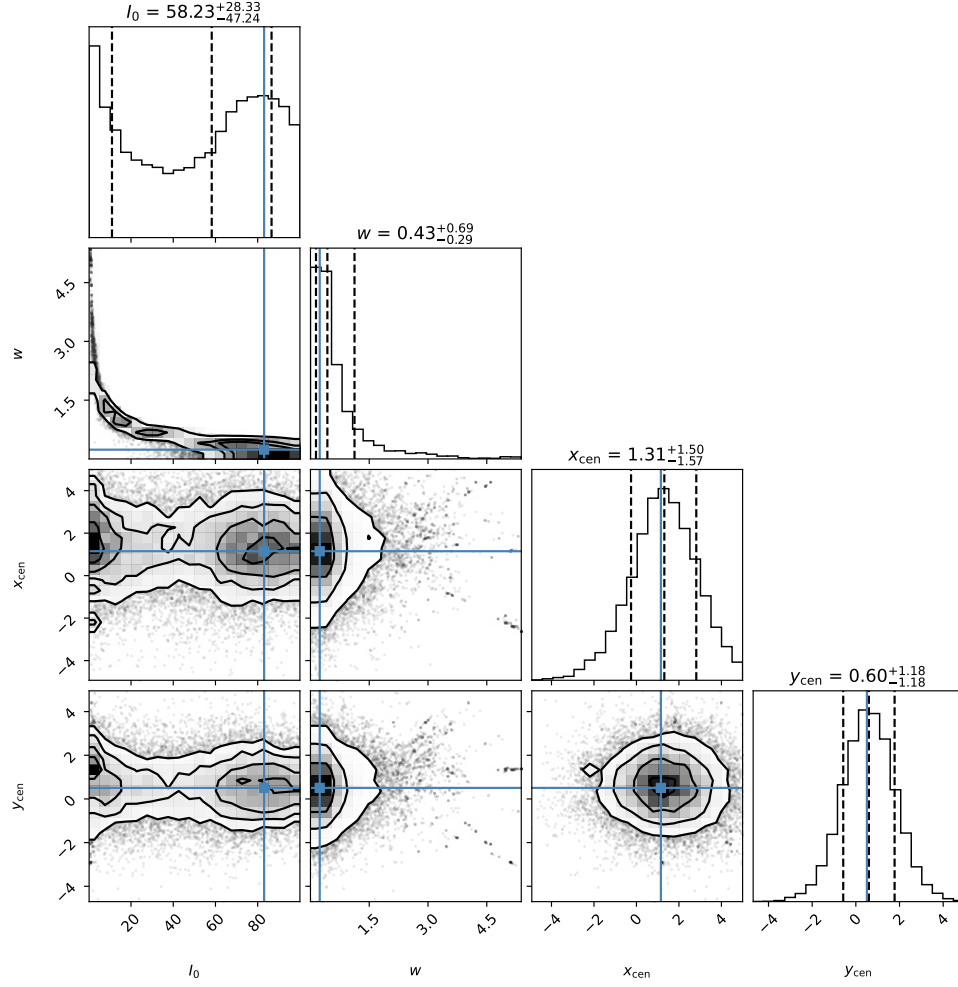 I₀ = 58.23⁺²⁸·³³₋₄₇.₂₄
w = 0.43⁺⁰·⁶⁹₋₀.₂₉
4.5
3.0
1.5
w
x_cen = 1.31⁺¹·⁵⁰₋₁.₅₇
4
2
0
−2
−4
x_cen
y_cen = 0.60⁺¹·¹⁸₋₁.₁₈
4
2
0
−2
−4
y_cen
20 40 60 80
1.5 3.0 4.5
−4 −2 0 2 4
−4 −2 0 2 4
I₀ w x_cen y_cen